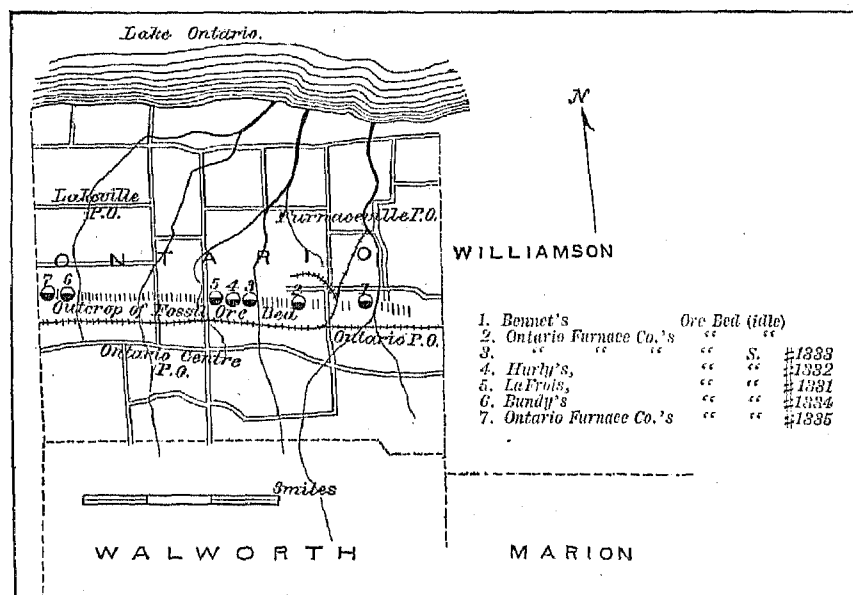 Lake Ontario.
N
Lakeville
P.O.
Furnaceville P.O.
ONTARIO
WILLIAMSON
7 6 5 4 3 2 1
Outcrop of Fossil Ore Bed
Ontario P.O.
Ontario Centre
P.O.
1. Bennet's Ore Bed (idle)
2. Ontario Furnace Co.'s " "
3. " " " " S. #1333
4. Hurly's, " " #1332
5. LaFrois, " " #1331
6. Bundy's " " #1334
7. Ontario Furnace Co.'s " " #1335
3 miles
WALWORTH
MARION